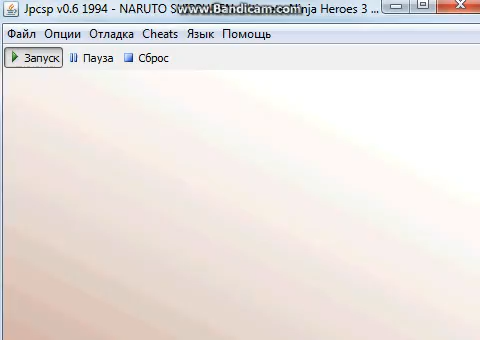 Jpcsp v0.6 1994 - NARUTO Ninja Heroes 3 ...
www.Bandicam.com
Файл Опции Отладка Cheats Язык Помощь
Запуск Пауза Сброс